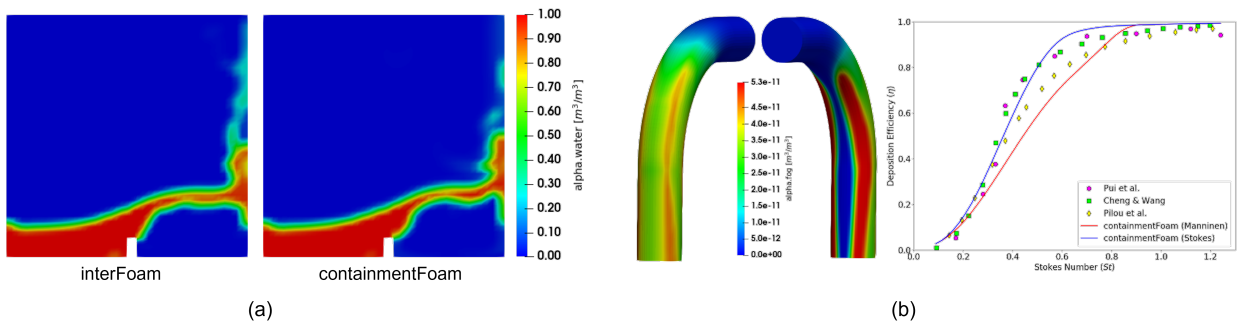 1.00
0.90
0.80
0.70
0.60
0.50
0.40
0.30
0.20
0.10
0.00
alpha.water [m³/m³]
interFoam
containmentFoam
(a)
5.3e-11
4.5e-11
4.0e-11
3.5e-11
3.0e-11
2.5e-11
2.0e-11
1.5e-11
1.0e-11
5.0e-12
0.0e+00
alpha.fog [m³/m³]
1.0
0.8
0.6
0.4
0.2
0.0
Deposition Efficiency (η)
Pui et al.
Cheng & Wang
Pilou et al.
containmentFoam (Manninen)
containmentFoam (Stokes)
0.0 0.2 0.4 0.6 0.8 1.0 1.2
Stokes Number (St)
(b)